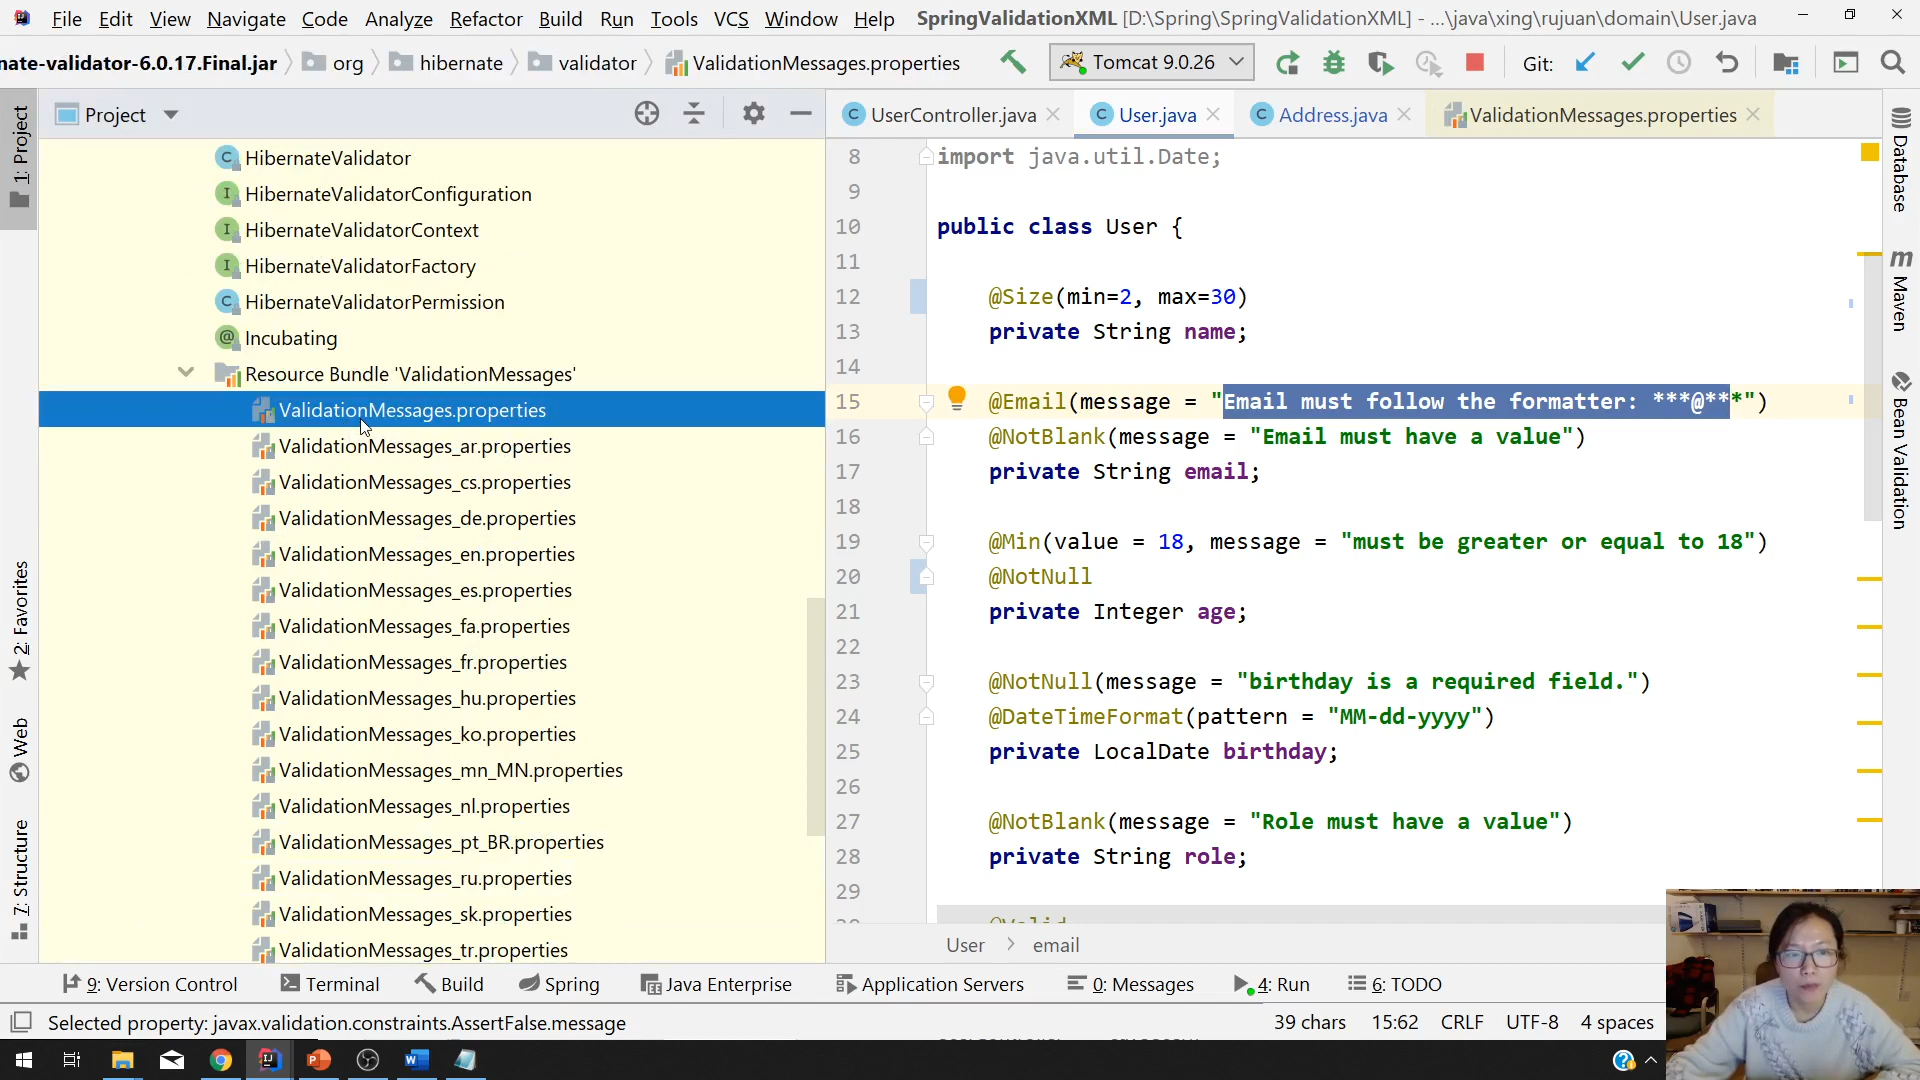 File Edit View Navigate Code Analyze Refactor Build Run Tools VCS Window Help SpringValidationXML [D:\Spring\SpringValidationXML] - ...\java\xing\rujuan\domain\User.java
nate-validator-6.0.17.Final.jar org hibernate validator ValidationMessages.properties Tomcat 9.0.26 Git:
Project
UserController.java User.java Address.java ValidationMessages.properties
1: Project
2: Favorites
Web
7: Structure
HibernateValidator
HibernateValidatorConfiguration
HibernateValidatorContext
HibernateValidatorFactory
HibernateValidatorPermission
Incubating
Resource Bundle 'ValidationMessages'
ValidationMessages.properties
ValidationMessages_ar.properties
ValidationMessages_cs.properties
ValidationMessages_de.properties
ValidationMessages_en.properties
ValidationMessages_es.properties
ValidationMessages_fa.properties
ValidationMessages_fr.properties
ValidationMessages_hu.properties
ValidationMessages_ko.properties
ValidationMessages_mn_MN.properties
ValidationMessages_nl.properties
ValidationMessages_pt_BR.properties
ValidationMessages_ru.properties
ValidationMessages_sk.properties
ValidationMessages_tr.properties
8 import java.util.Date;
9
10 public class User {
11
12 @Size(min=2, max=30)
13 private String name;
14
15 @Email(message = "Email must follow the formatter: ***@***")
16 @NotBlank(message = "Email must have a value")
17 private String email;
18
19 @Min(value = 18, message = "must be greater or equal to 18")
20 @NotNull
21 private Integer age;
22
23 @NotNull(message = "birthday is a required field.")
24 @DateTimeFormat(pattern = "MM-dd-yyyy")
25 private LocalDate birthday;
26
27 @NotBlank(message = "Role must have a value")
28 private String role;
29
30 @Valid
User email
Database
m Maven
Bean Validation
9: Version Control Terminal Build Spring Java Enterprise Application Servers 0: Messages 4: Run 6: TODO
Selected property: javax.validation.constraints.AssertFalse.message 39 chars 15:62 CRLF UTF-8 4 spaces